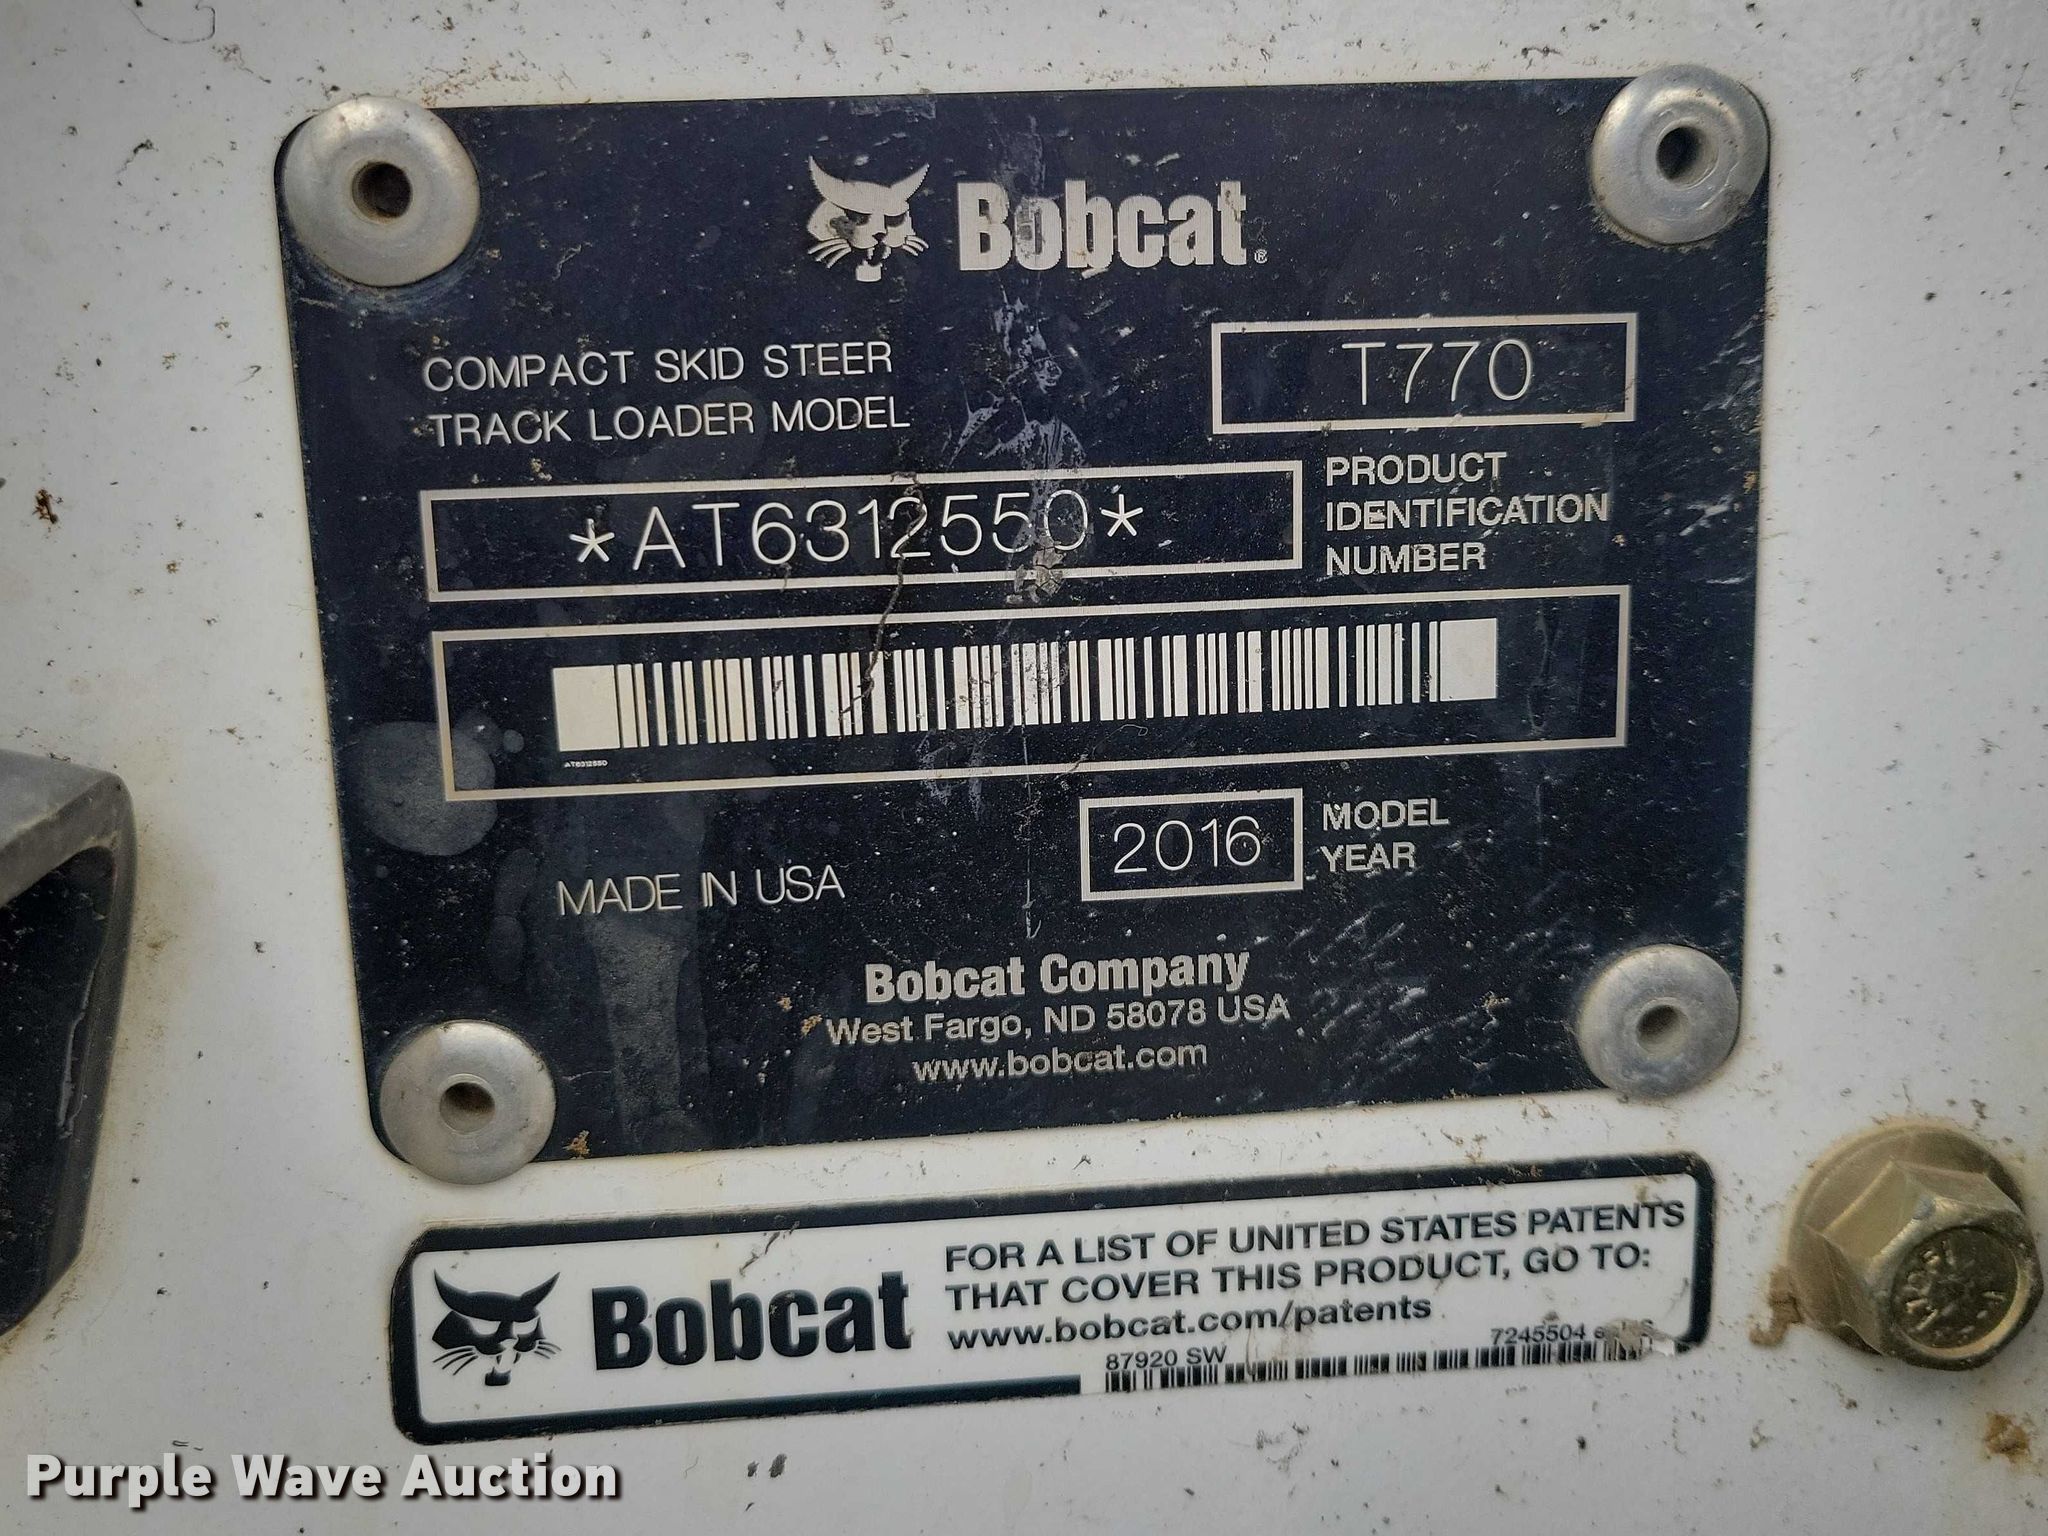 Bobcat®
COMPACT SKID STEER
TRACK LOADER MODEL
T770
*AT6312550*
PRODUCT
IDENTIFICATION
NUMBER
AT6312550
MADE IN USA
2016
MODEL
YEAR
Bobcat Company
West Fargo, ND 58078 USA
www.bobcat.com
Bobcat
FOR A LIST OF UNITED STATES PATENTS
THAT COVER THIS PRODUCT, GO TO:
www.bobcat.com/patents
87920 SW
7245504
Purple Wave Auction